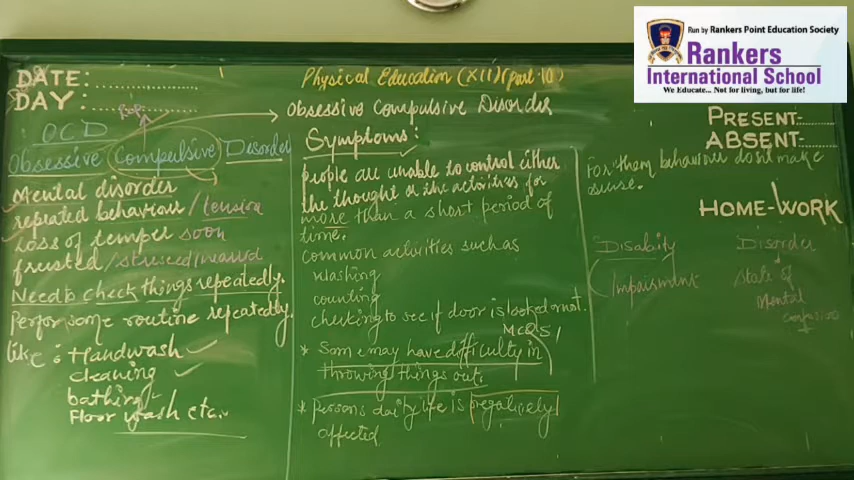 Run by Rankers Point Education Society
Rankers
International School
We Educate.. Not for living, but for life!
DATE:
DAY:
Physical Education (XII) (part 10)
OCD
Obsessive Compulsive Disorder
Mental disorder
repeated behaviour / tension
Loss of temper soon
Need to check things repeatedly.
Perform some routine repeatedly.
like : Handwash
cleaning
bathing
Floor wash etc..
Obsessive Compulsive Disorder
Symptoms:
People are unable to control either
the thought or the activities for
more than a short period of
time.
common activities such as
washing
counting
checking to see if door is locked or not.
MCQS
* Some may have difficulty in
throwing things out.
* persons daily life is negatively
affected
PRESENT-
ABSENT-
For them behaviour dosn't make
sense.
HOME-WORK
Disabity
Impairment
Disorder
State of
Mental
confusion